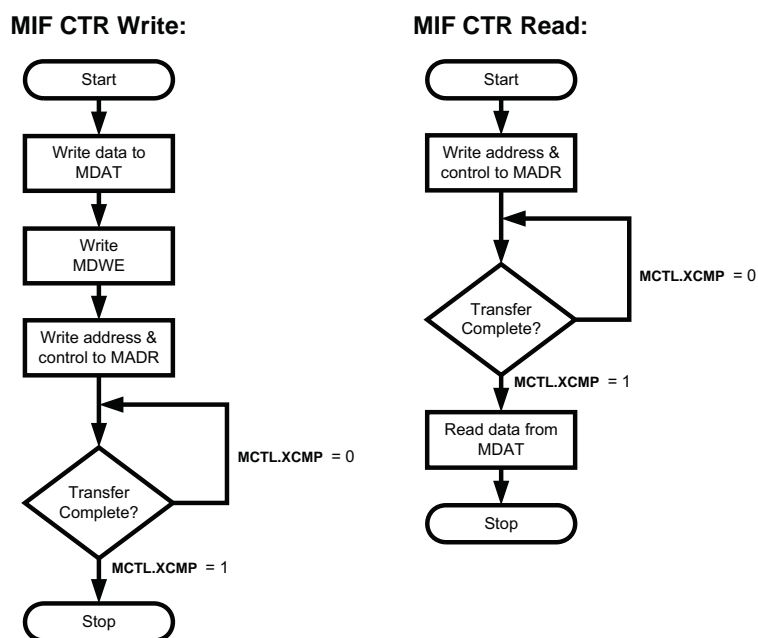 MIF CTR Write:
Start
Write data to
MDAT
Write
MDWE
Write address &
control to MADR
MCTL.XCMP = 0
Transfer
Complete?
MCTL.XCMP = 1
Stop
MIF CTR Read:
Start
Write address &
control to MADR
MCTL.XCMP = 0
Transfer
Complete?
MCTL.XCMP = 1
Read data from
MDAT
Stop